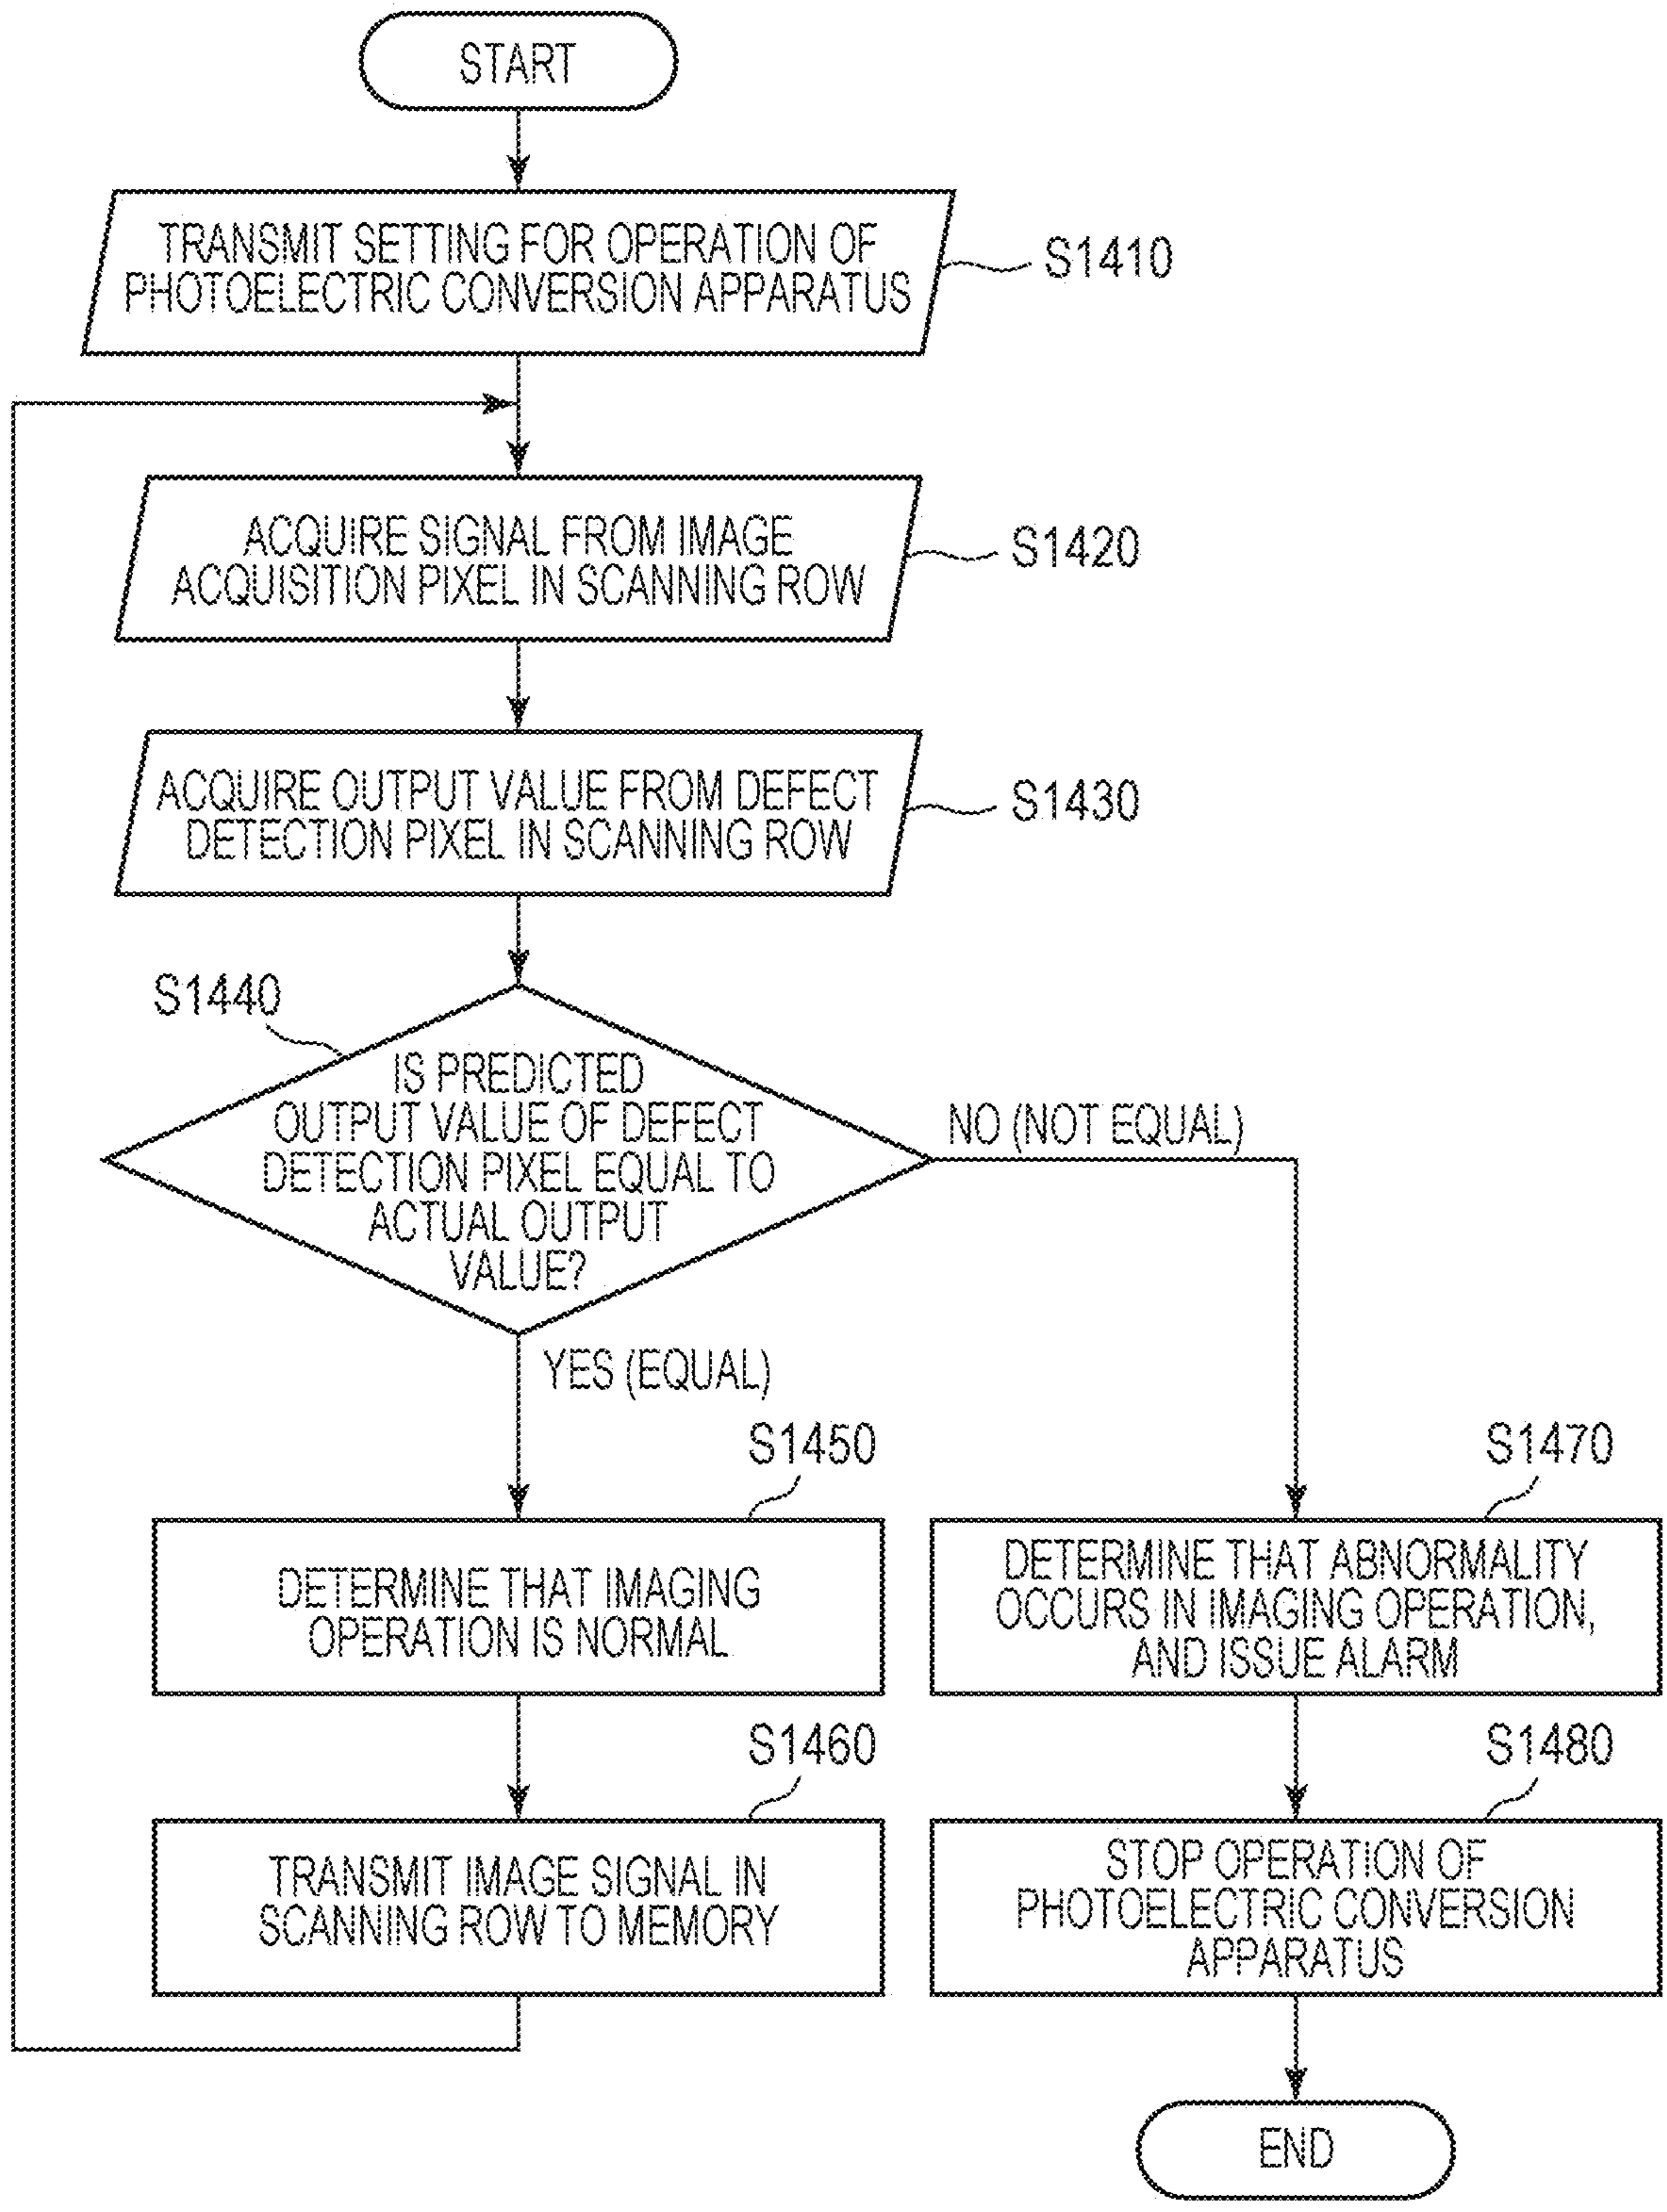 START
TRANSMIT SETTING FOR OPERATION OF
PHOTOELECTRIC CONVERSION APPARATUS
S1410
ACQUIRE SIGNAL FROM IMAGE
ACQUISITION PIXEL IN SCANNING ROW
S1420
ACQUIRE OUTPUT VALUE FROM DEFECT
DETECTION PIXEL IN SCANNING ROW
S1430
S1440
IS PREDICTED
OUTPUT VALUE OF DEFECT
DETECTION PIXEL EQUAL TO
ACTUAL OUTPUT
VALUE?
NO (NOT EQUAL)
YES (EQUAL)
S1450
DETERMINE THAT IMAGING
OPERATION IS NORMAL
S1470
DETERMINE THAT ABNORMALITY
OCCURS IN IMAGING OPERATION,
AND ISSUE ALARM
S1460
TRANSMIT IMAGE SIGNAL IN
SCANNING ROW TO MEMORY
S1480
STOP OPERATION OF
PHOTOELECTRIC CONVERSION
APPARATUS
END